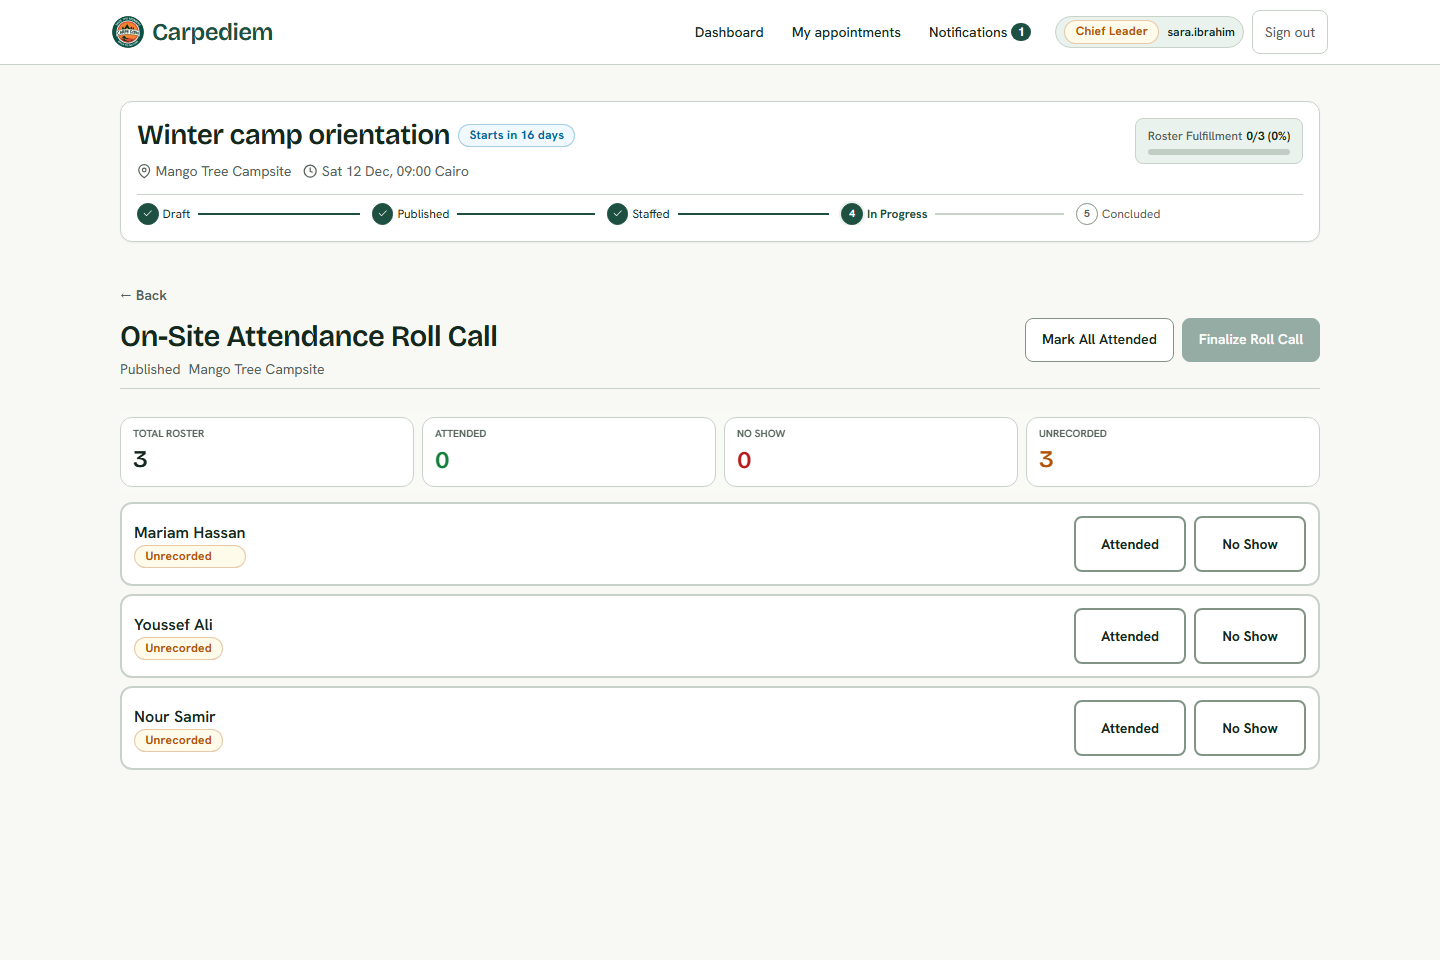 Carpediem
Dashboard
My appointments
Notifications 1
Chief Leader sara.ibrahim
Sign out
Winter camp orientation
Starts in 16 days
Mango Tree Campsite
Sat 12 Dec, 09:00 Cairo
Roster Fulfillment 0/3 (0%)
Draft
Published
Staffed
4 In Progress
5 Concluded
← Back
On-Site Attendance Roll Call
Published Mango Tree Campsite
Mark All Attended
Finalize Roll Call
TOTAL ROSTER
3
ATTENDED
0
NO SHOW
0
UNRECORDED
3
Mariam Hassan
Unrecorded
Attended
No Show
Youssef Ali
Unrecorded
Attended
No Show
Nour Samir
Unrecorded
Attended
No Show